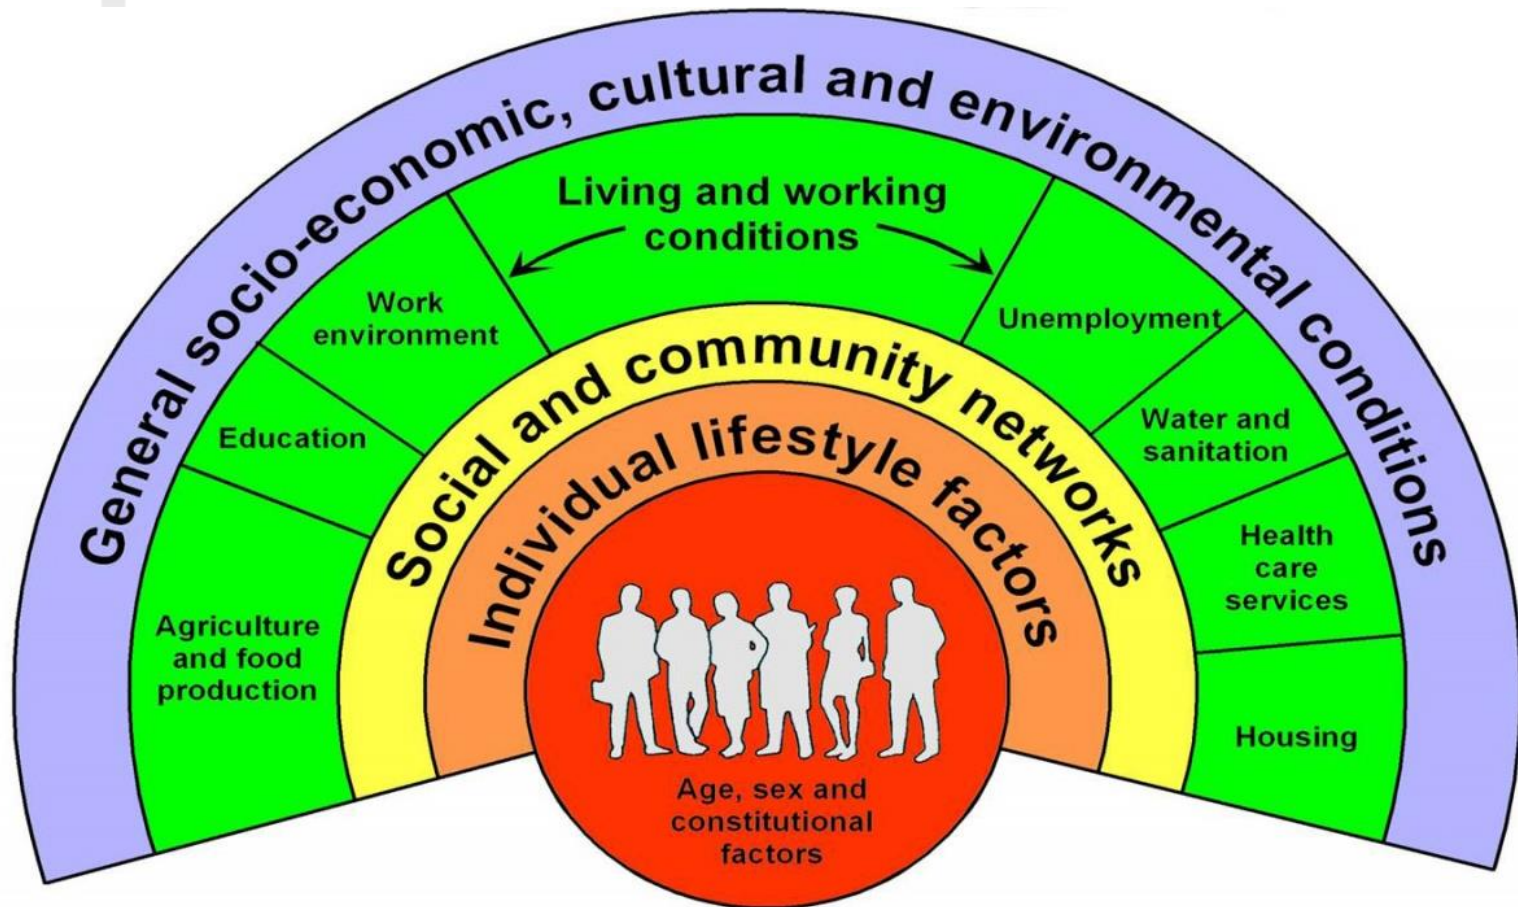 General socio-economic, cultural and environmental conditions
Living and working
conditions
Work
environment
Unemployment
Education
Water and
sanitation
Agriculture
and food
production
Health
care
services
Housing
Social and community networks
Individual lifestyle factors
Age, sex and
constitutional
factors